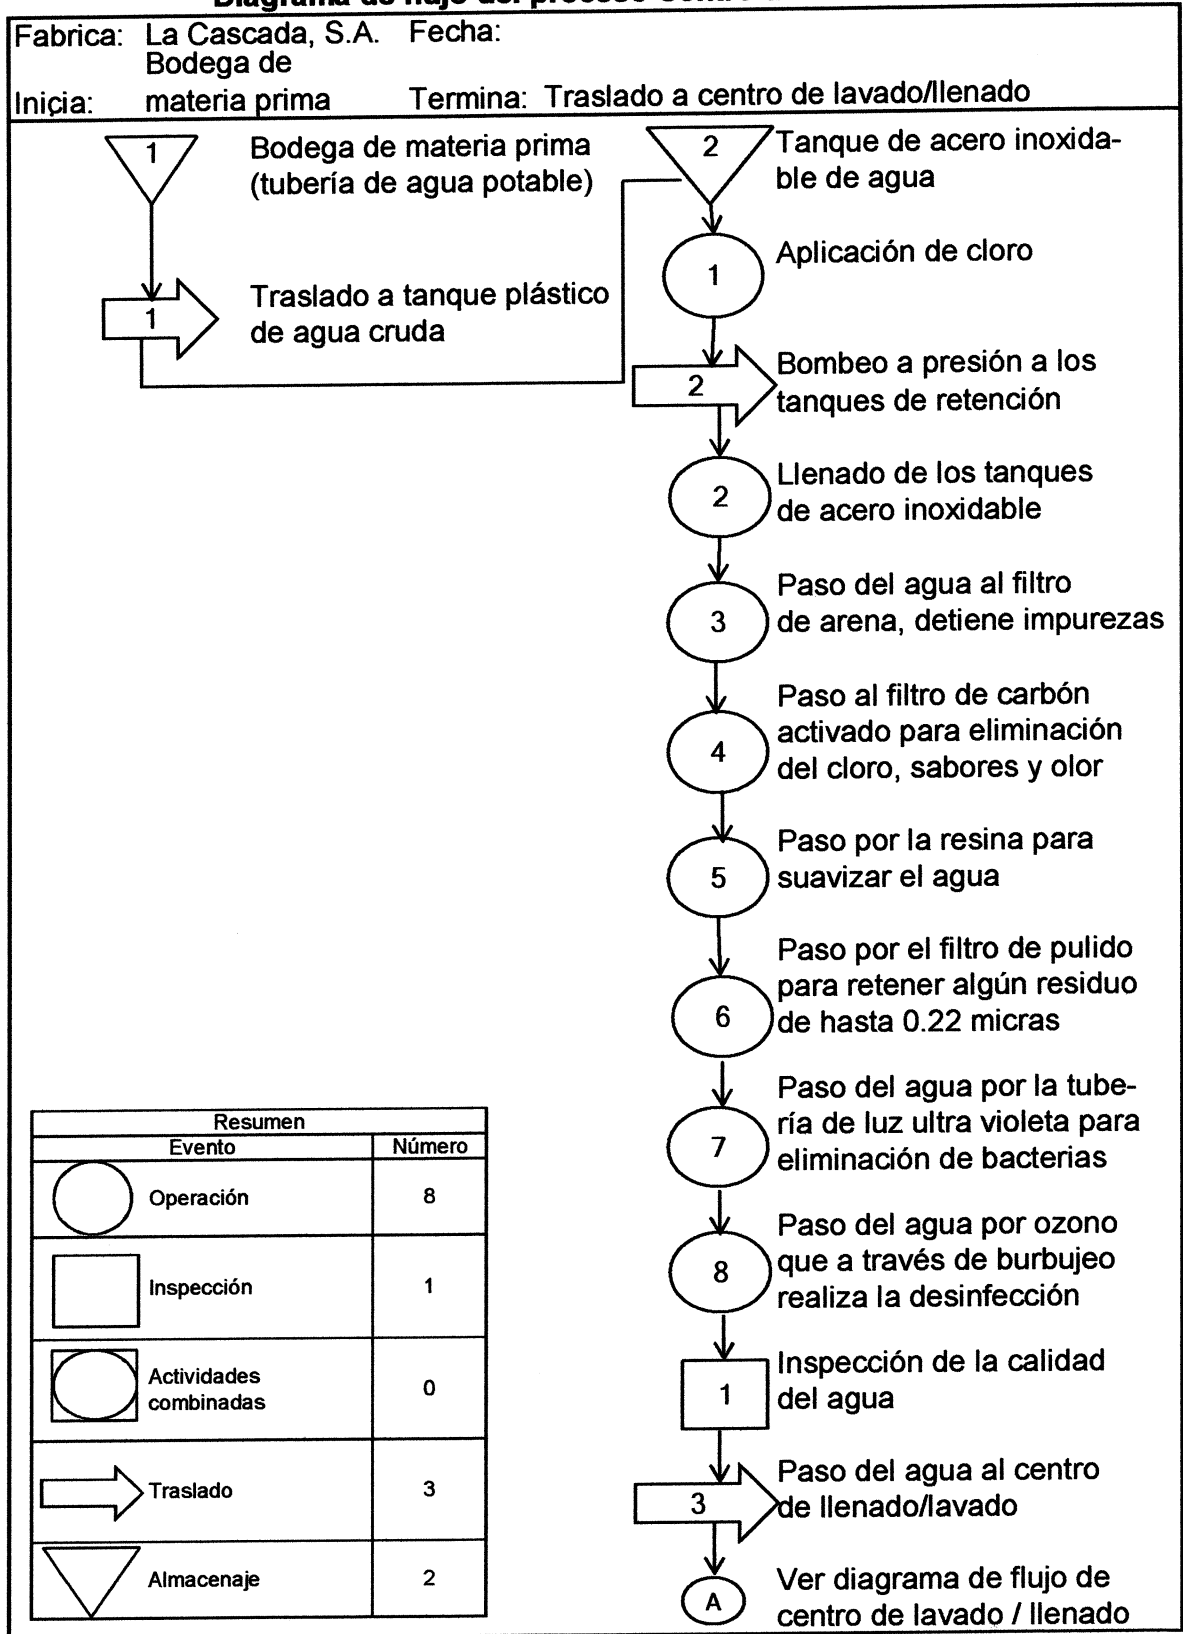 Diagrama de flujo del proceso
Fabrica: La Cascada, S.A. Fecha:
Bodega de
Inicia: materia prima Termina: Traslado a centro de lavado/llenado
1 Bodega de materia prima
(tubería de agua potable)
1 Traslado a tanque plástico
de agua cruda
2 Tanque de acero inoxida-
ble de agua
1 Aplicación de cloro
2 Bombeo a presión a los
tanques de retención
2 Llenado de los tanques
de acero inoxidable
3 Paso del agua al filtro
de arena, detiene impurezas
4 Paso al filtro de carbón
activado para eliminación
del cloro, sabores y olor
5 Paso por la resina para
suavizar el agua
6 Paso por el filtro de pulido
para retener algún residuo
de hasta 0.22 micras
7 Paso del agua por la tube-
ría de luz ultra violeta para
eliminación de bacterias
8 Paso del agua por ozono
que a través de burbujeo
realiza la desinfección
1 Inspección de la calidad
del agua
3 Paso del agua al centro
de llenado/lavado
A Ver diagrama de flujo de
centro de lavado / llenado
Resumen
Evento Número
Operación 8
Inspección 1
Actividades
combinadas 0
Traslado 3
Almacenaje 2